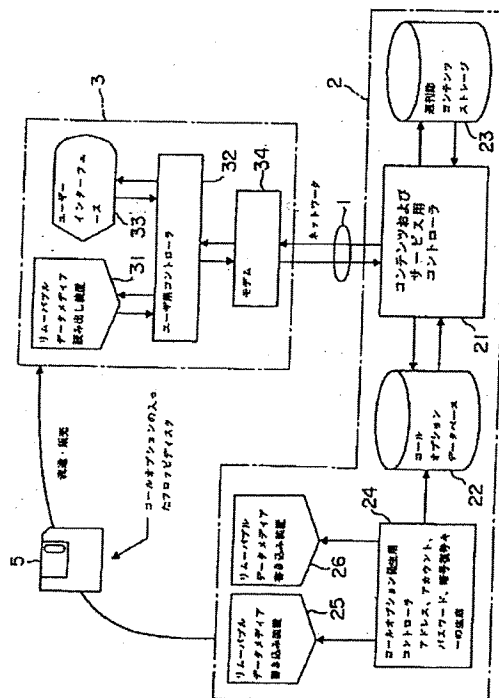 3
ユーザー
インターフェ
ース
33
リムーバブル
データメディア
読み出し装置
31
ユーザ用コントローラ
32
モデム
34
ネットワーク
1
流通・販売
5
コールオプションの入っ
たフロッピディスク
2
コンテンツ
ストレージ
23
コンテンツおよび
サービス用
コントローラ
21
コール
オプション
データベース
22
24
コールオプション発生用
コントローラ
アドレス、アカウント、
パスワード、暗号復号キ
ーの生成
リムーバブル
データメディア
書き込み装置
26
リムーバブル
データメディア
書き込み装置
25